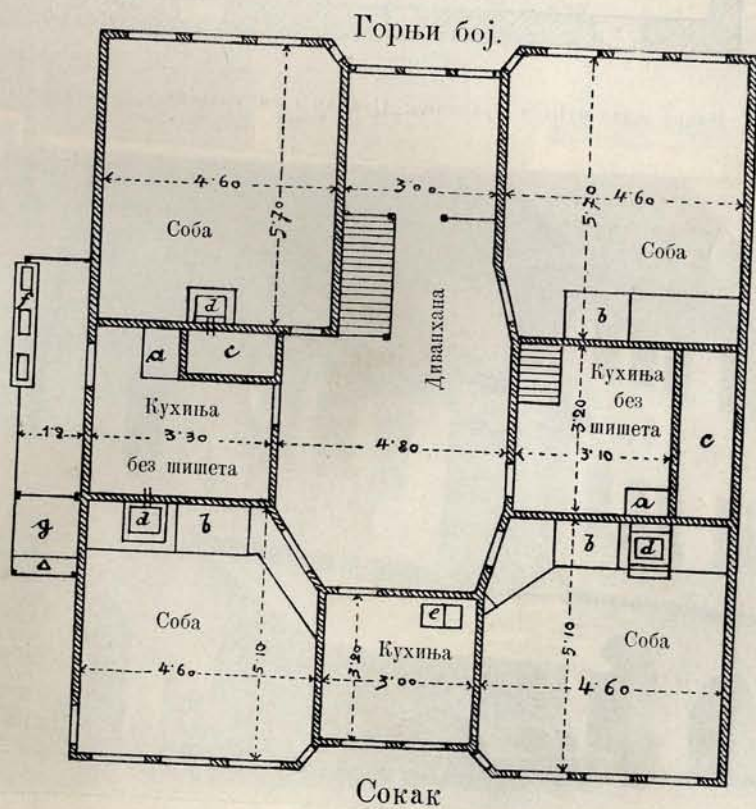 Горњи бој.
4·60
3·00
4·60
5·70
5·40
Соба
Соба
d
b
f
Диванхана
a
c
Кухиња
без шишета
Кухиња
без
шишета
3·20
c
1·2
3·30
4·80
3·10
a
g
d
b
b
d
Δ
e
Соба
Кухиња
Соба
4·60
5·10
3·20
3·00
5·10
4·60
Сокак